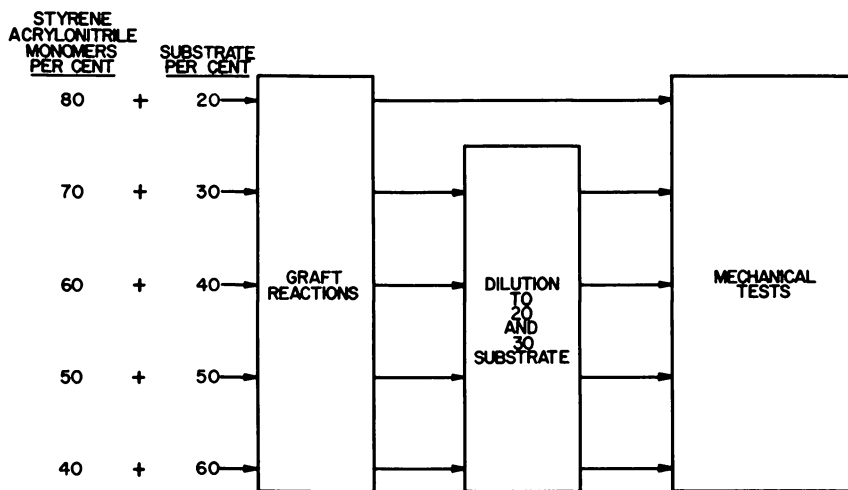 STYRENE
ACRYLONITRILE
MONOMERS
PER CENT
SUBSTRATE
PER CENT
80 + 20
70 + 30
60 + 40
50 + 50
40 + 60
GRAFT
REACTIONS
DILUTION
TO
20
AND
30
SUBSTRATE
MECHANICAL
TESTS